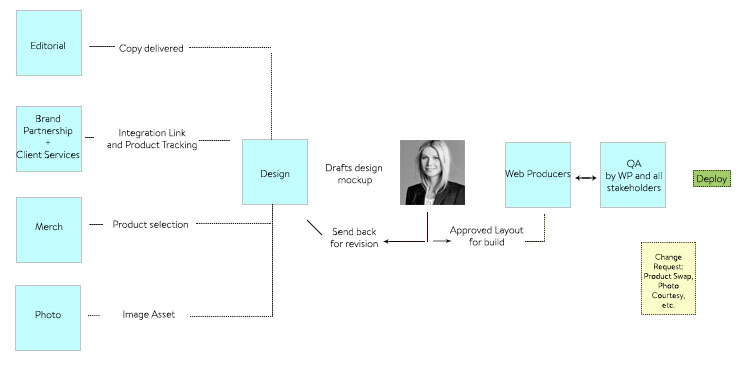 Editorial
Copy delivered
Brand
Partnership
+
Client Services
Integration Link
and Product Tracking
Merch
Product selection
Photo
Image Asset
Design
Drafts design
mockup
Send back
for revision
Approved Layout
for build
Web Producers
QA
by WP and all
stakeholders
Deploy
Change
Request:
Product Swap,
Photo
Courtesy,
etc.